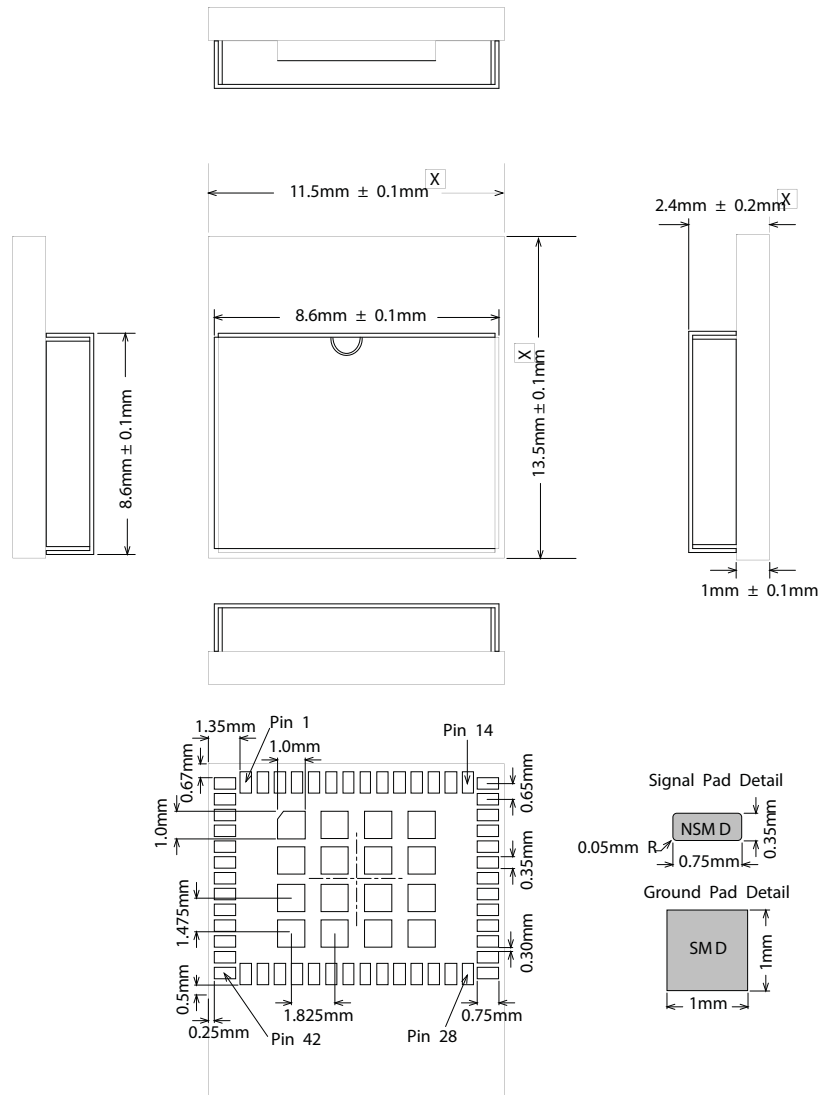 11.5mm ± 0.1mm X
2.4mm ± 0.2mm X
8.6mm ± 0.1mm
X
13.5mm ± 0.1mm
8.6mm ± 0.1mm
1mm ± 0.1mm
1.35mm
Pin 1
Pin 14
1.0mm
0.67mm
0.65mm
Signal Pad Detail
1.0mm
NSMD
0.35mm
0.05mm R
0.75mm
0.35mm
Ground Pad Detail
1.475mm
SMD
1mm
0.30mm
0.5mm
1mm
0.25mm
1.825mm
0.75mm
Pin 42
Pin 28